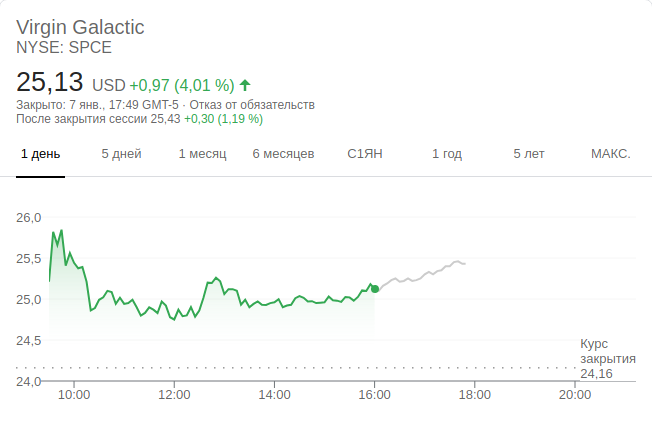 Virgin Galactic
NYSE: SPCE
25,13 USD +0,97 (4,01 %) ↑
Закрыто: 7 янв., 17:49 GMT-5 · Отказ от обязательств
После закрытия сессии 25,43 +0,30 (1,19 %)
1 день 5 дней 1 месяц 6 месяцев С1ЯН 1 год 5 лет МАКС.
26,0
25,5
25,0
24,5
24,0
Курс
закрытия
24,16
10:00 12:00 14:00 16:00 18:00 20:00